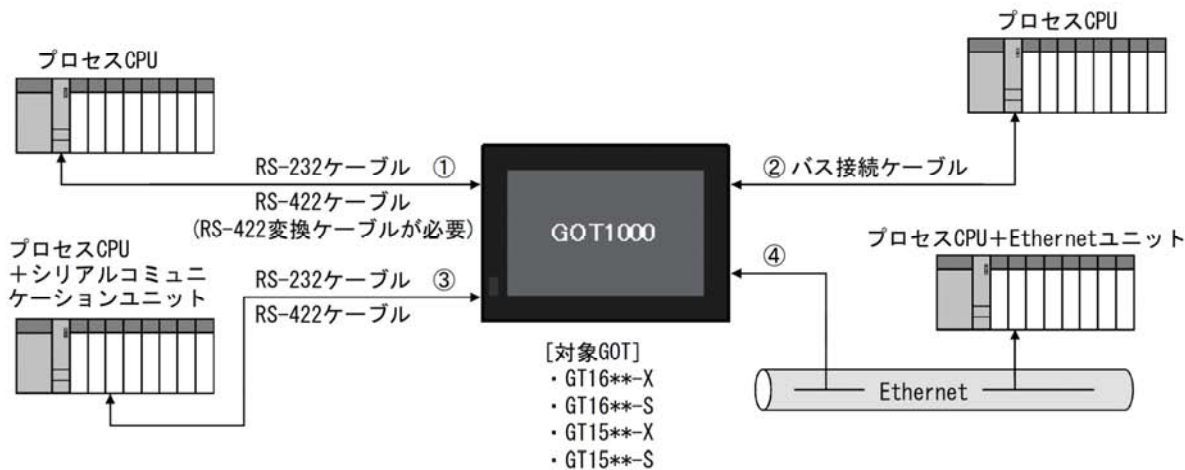 プロセスCPU
プロセスCPU
RS-232ケーブル ①
RS-422ケーブル
(RS-422変換ケーブルが必要)
② バス接続ケーブル
GOT1000
プロセスCPU
+シリアルコミュニ
ケーションユニット
RS-232ケーブル ③
RS-422ケーブル
④
プロセスCPU+Ethernetユニット
Ethernet
[対象GOT]
・GT16**-X
・GT16**-S
・GT15**-X
・GT15**-S